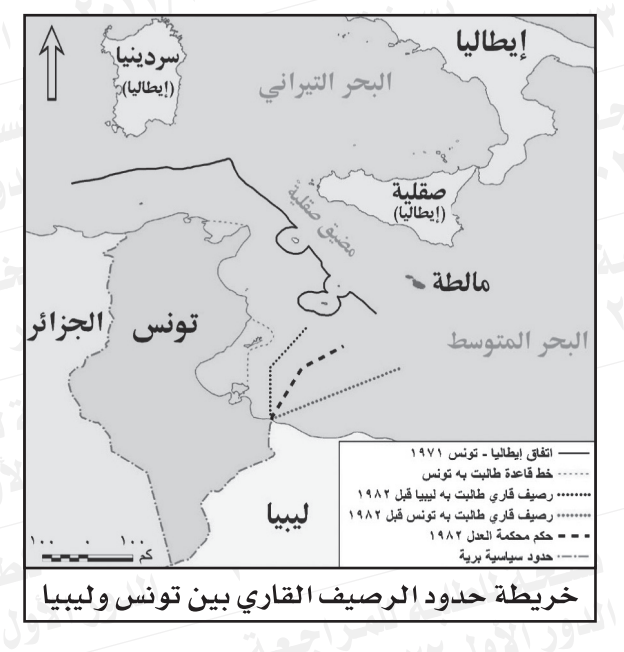 إيطاليا
سردينيا
(إيطاليا)
البحر التيراني
صقلية
(إيطاليا)
مضيق صقلية
مالطة
تونس
الجزائر
البحر المتوسط
ليبيا
اتفاق إيطاليا - تونس ١٩٧١
خط قاعدة طالبت به تونس
رصيف قاري طالبت به ليبيا قبل ١٩٨٢
رصيف قاري طالبت به تونس قبل ١٩٨٢
حكم محكمة العدل ١٩٨٢
حدود سياسية برية
١٠٠ ٠ ١٠٠
كم
خريطة حدود الرصيف القاري بين تونس وليبيا